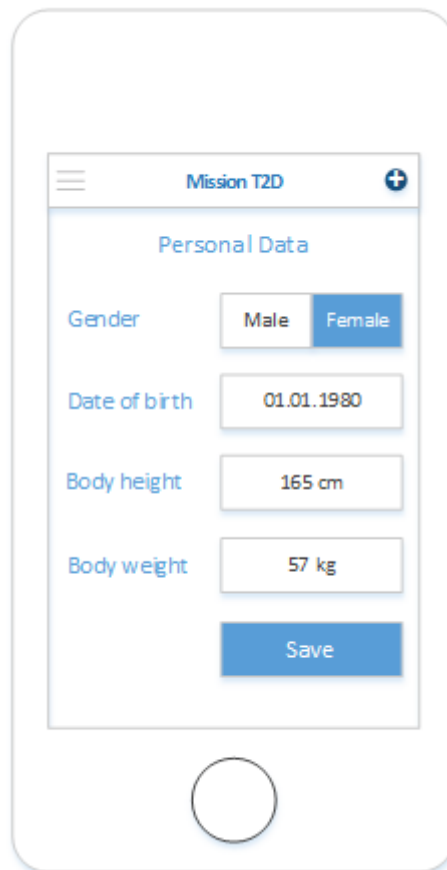 Mission T2D
Personal Data
Gender Male Female
Date of birth 01.01.1980
Body height 165 cm
Body weight 57 kg
Save